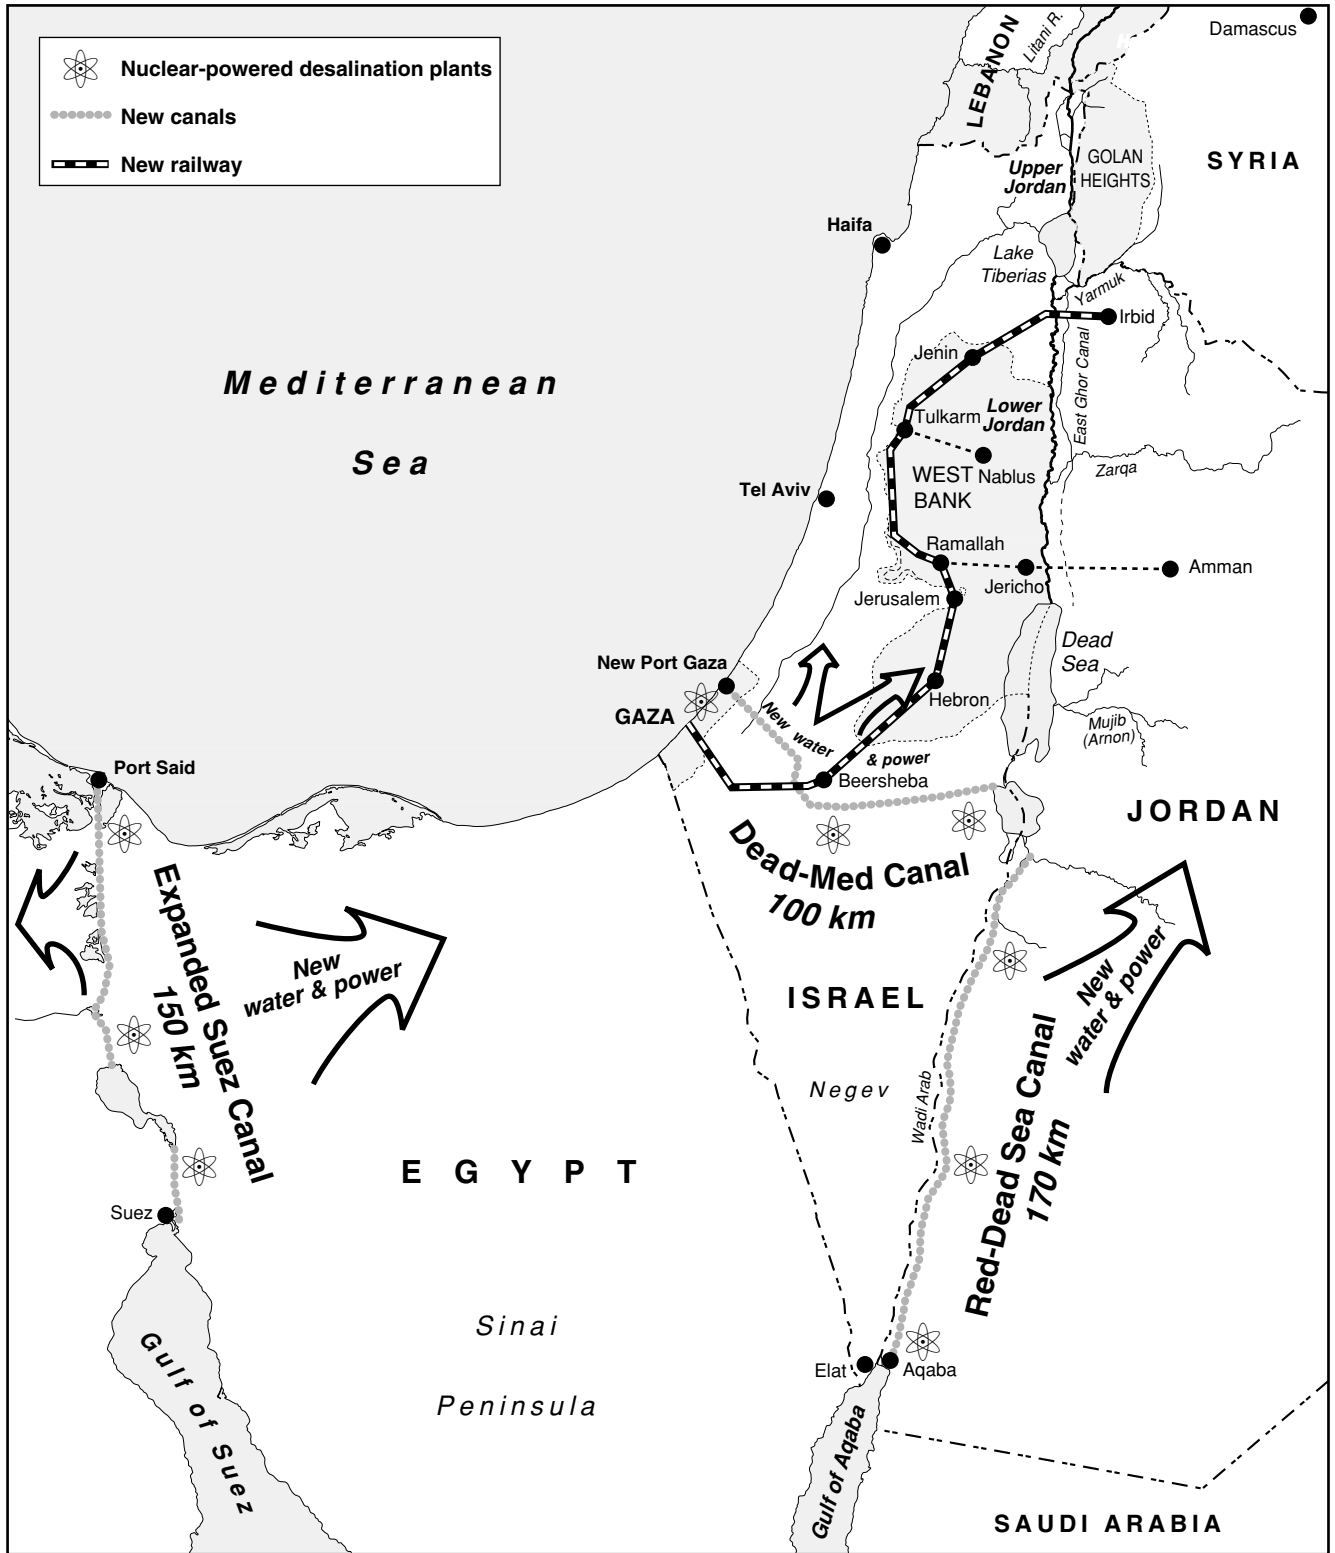 Nuclear-powered desalination plants
New canals
New railway
Damascus
LEBANON
Litani R.
SYRIA
GOLAN
HEIGHTS
Upper
Jordan
Haifa
Lake
Tiberias
Yarmuk
Irbid
Jenin
East Ghor Canal
Mediterranean
Sea
Tulkarm
Lower
Jordan
Zarqa
WEST
BANK
Nablus
Tel Aviv
Ramallah
Jericho
Amman
Jerusalem
Dead
Sea
New Port Gaza
GAZA
Hebron
Mujib
(Arnon)
New water
& power
Beersheba
Port Said
JORDAN
Dead-Med Canal
100 km
Expanded Suez Canal
150 km
New
water & power
ISRAEL
New
water & power
Negev
Wadi Arab
Red-Dead Sea Canal
170 km
EGYPT
Suez
Sinai
Peninsula
Gulf of Suez
Elat
Aqaba
Gulf of Aqaba
SAUDI ARABIA